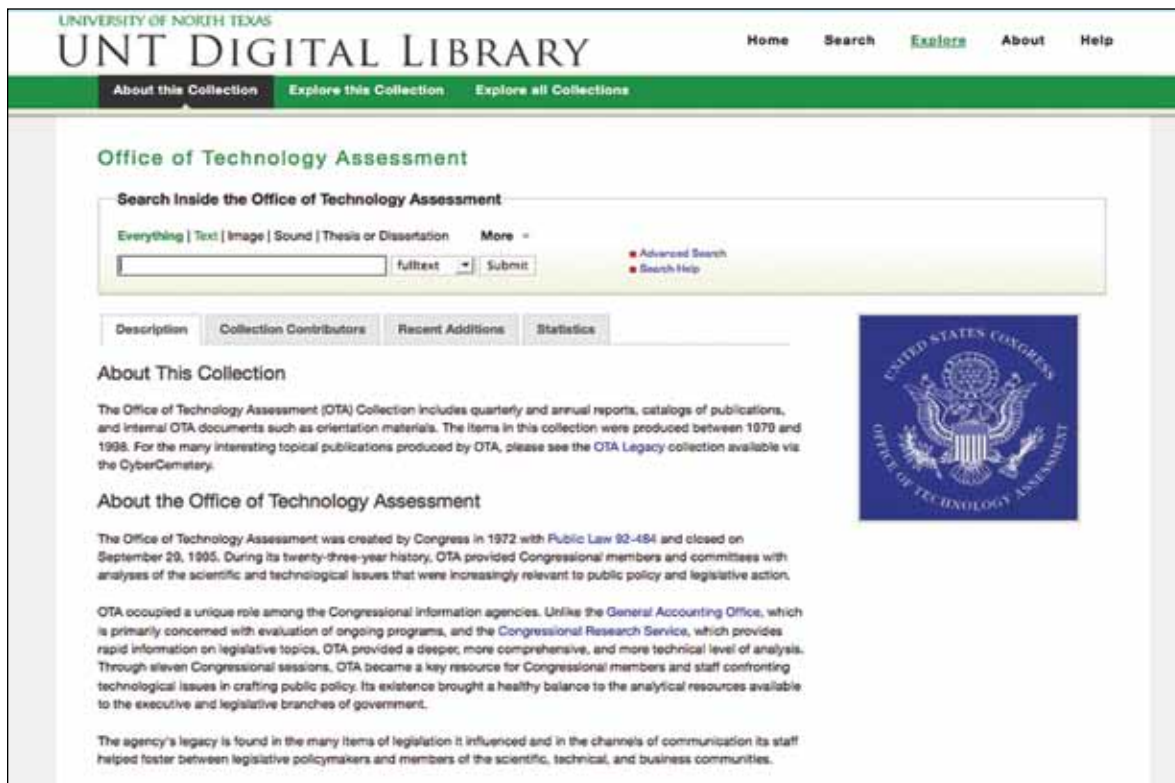 UNIVERSITY OF NORTH TEXAS
UNT DIGITAL LIBRARY
Home Search Explore About Help
About this Collection Explore this Collection Explore all Collections
Office of Technology Assessment
Search Inside the Office of Technology Assessment
Everything | Text | Image | Sound | Thesis or Dissertation More
fulltext Submit
Advanced Search
Search Help
Description Collection Contributors Recent Additions Statistics
About This Collection
The Office of Technology Assessment (OTA) Collection includes quarterly and annual reports, catalogs of publications,
and internal OTA documents such as orientation materials. The items in this collection were produced between 1979 and
1998. For the many interesting topical publications produced by OTA, please see the OTA Legacy collection available via
the CyberCemetery.
About the Office of Technology Assessment
The Office of Technology Assessment was created by Congress in 1972 with Public Law 92-484 and closed on
September 29, 1995. During its twenty-three-year history, OTA provided Congressional members and committees with
analyses of the scientific and technological issues that were increasingly relevant to public policy and legislative action.
OTA occupied a unique role among the Congressional information agencies. Unlike the General Accounting Office, which
is primarily concerned with evaluation of ongoing programs, and the Congressional Research Service, which provides
rapid information on legislative topics, OTA provided a deeper, more comprehensive, and more technical level of analysis.
Through eleven Congressional sessions, OTA became a key resource for Congressional members and staff confronting
technological issues in crafting public policy. Its existence brought a healthy balance to the analytical resources available
to the executive and legislative branches of government.
The agency's legacy is found in the many items of legislation it influenced and in the channels of communication its staff
helped foster between legislative policymakers and members of the scientific, technical, and business communities.
UNITED STATES CONGRESS
OFFICE OF TECHNOLOGY ASSESSMENT